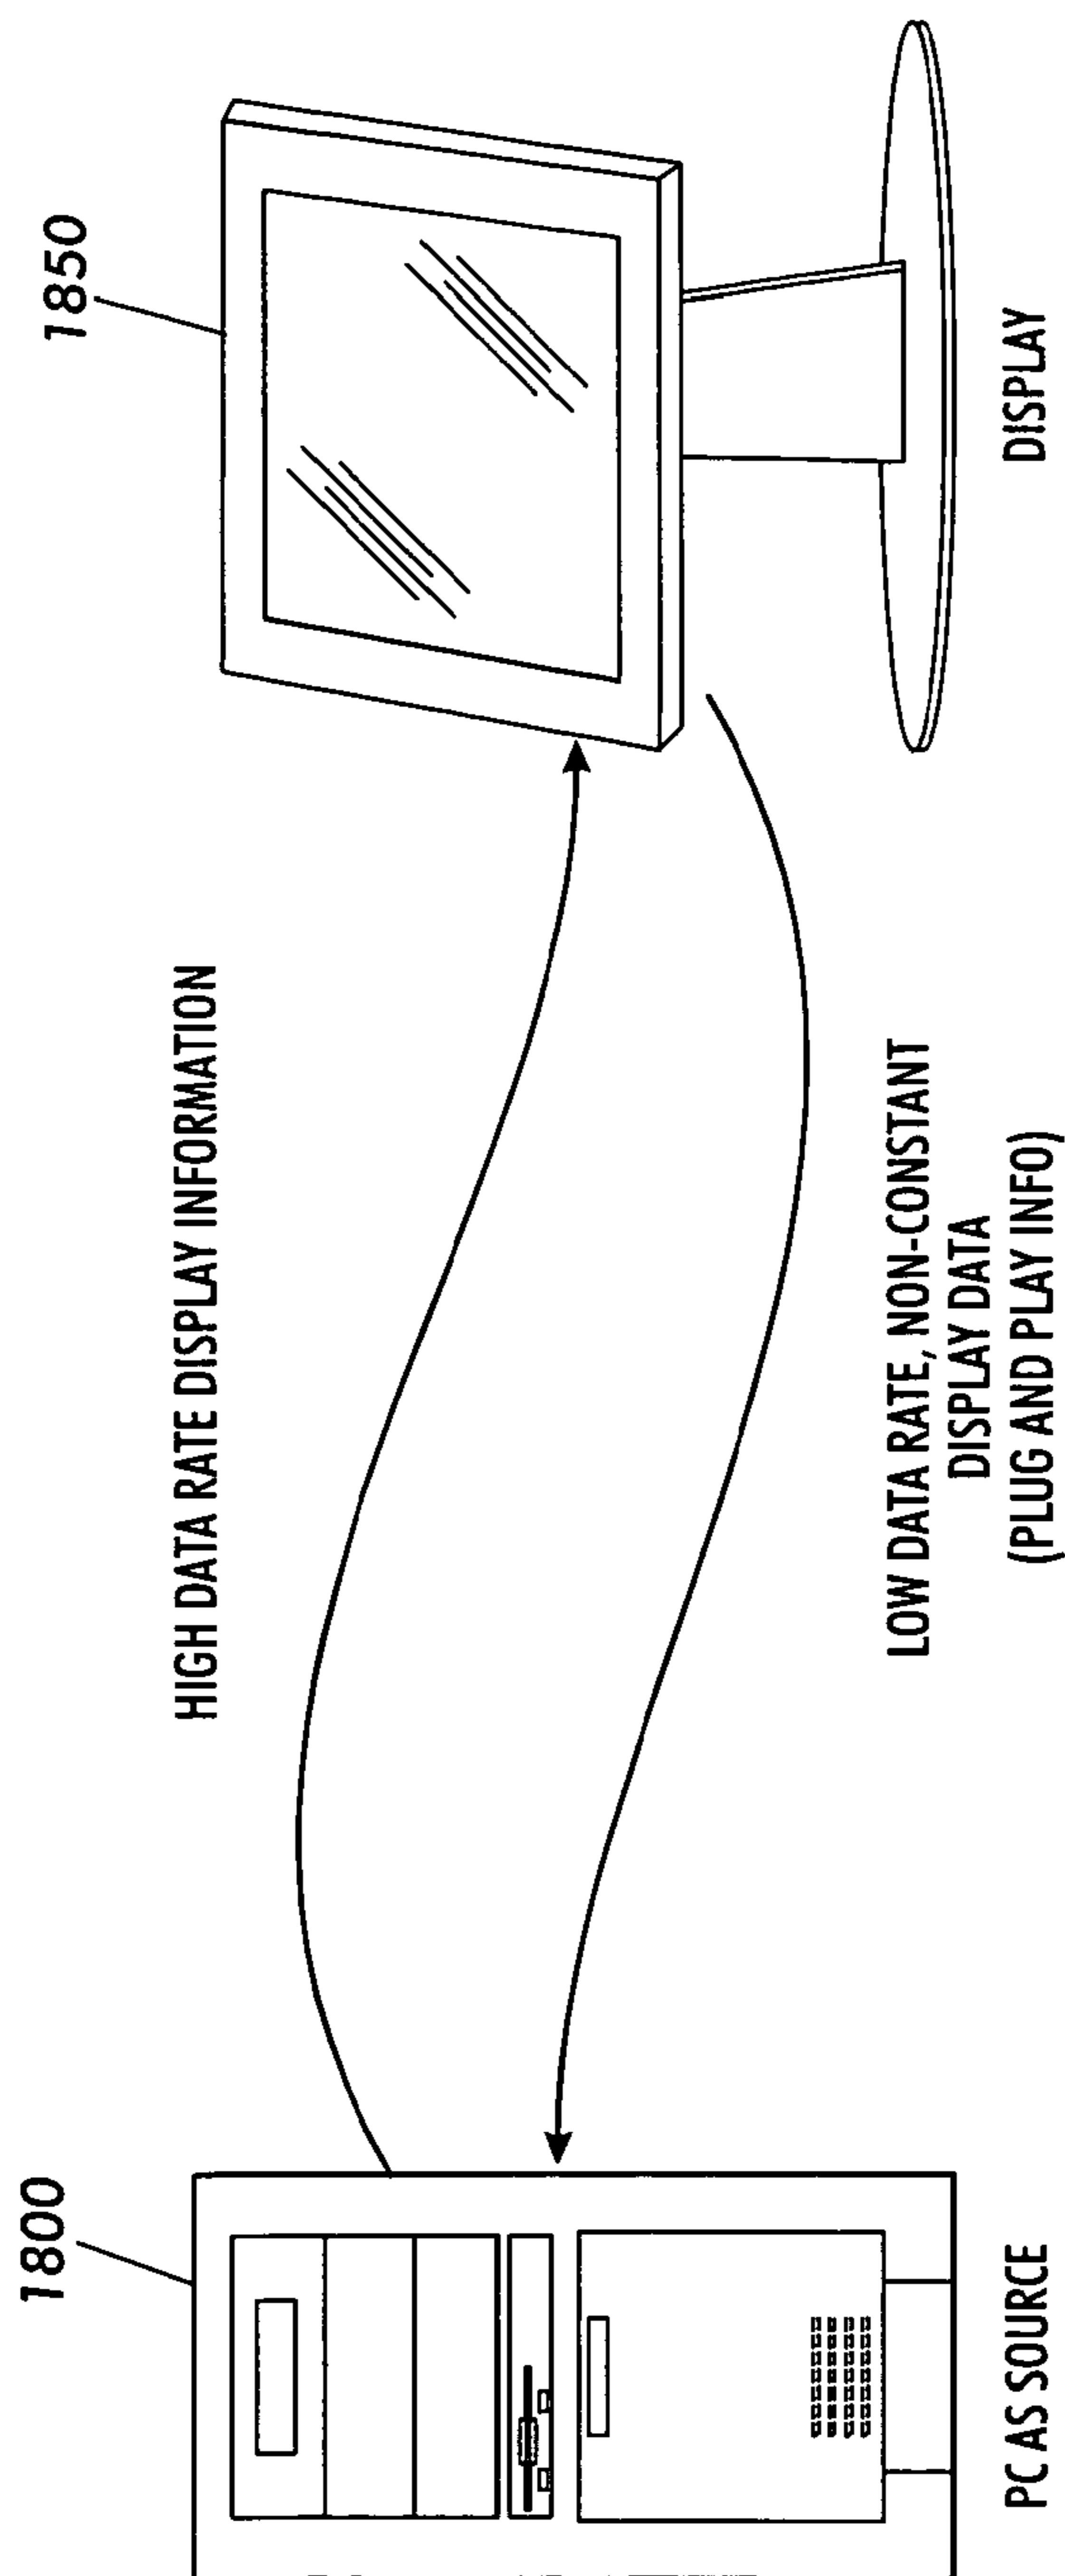 1800
1850
HIGH DATA RATE DISPLAY INFORMATION
LOW DATA RATE, NON-CONSTANT
DISPLAY DATA
(PLUG AND PLAY INFO)
PC AS SOURCE
DISPLAY